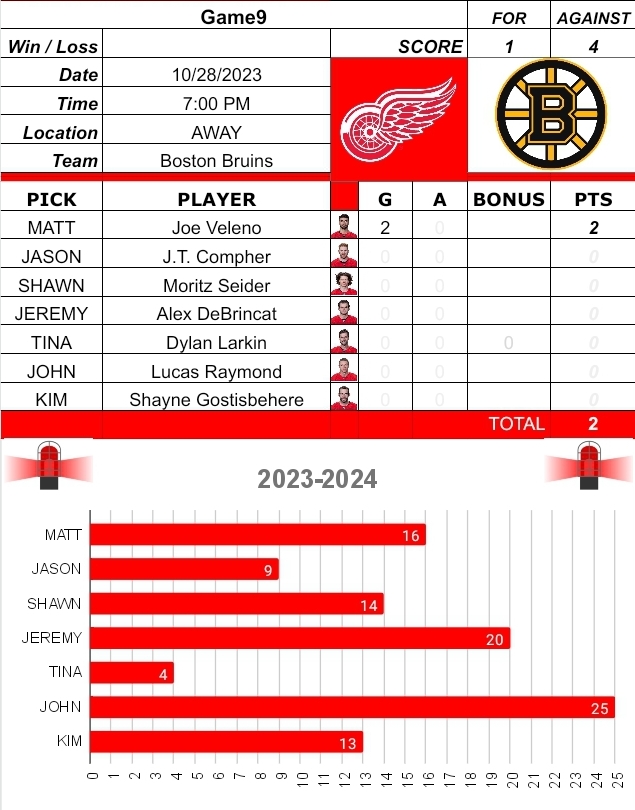 Game9 FOR AGAINST
Win / Loss SCORE 1 4
Date 10/28/2023
Time 7:00 PM
Location AWAY
Team Boston Bruins
B
PICK PLAYER G A BONUS PTS
MATT Joe Veleno 2 0 2
JASON J.T. Compher 0 0 0
SHAWN Moritz Seider 0 0 0
JEREMY Alex DeBrincat 0 0 0
TINA Dylan Larkin 0 0 0 0
JOHN Lucas Raymond 0 0 0
KIM Shayne Gostisbehere 0 0 0
TOTAL 2
2023-2024
MATT 16
JASON 9
SHAWN 14
JEREMY 20
TINA 4
JOHN 25
KIM 13
0 1 2 3 4 5 6 7 8 9 10 11 12 13 14 15 16 17 18 19 20 21 22 23 24 25